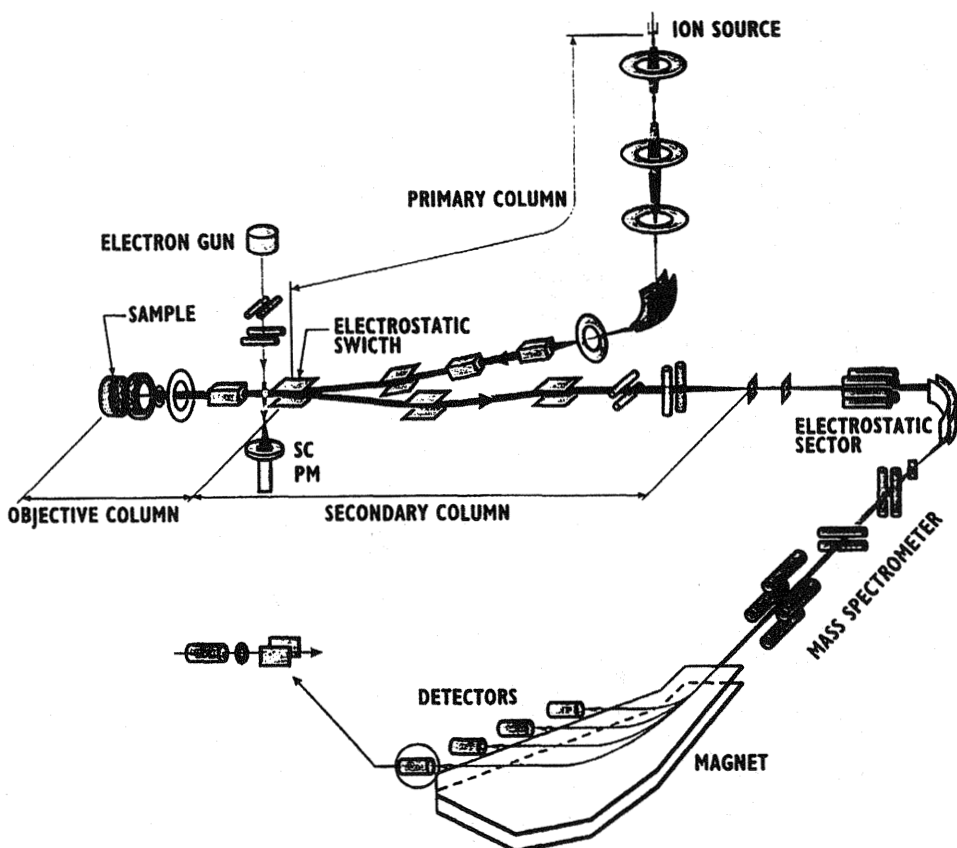 ION SOURCE
PRIMARY COLUMN
ELECTRON GUN
SAMPLE
ELECTROSTATIC
SWICTH
ELECTROSTATIC
SECTOR
SC
PM
OBJECTIVE COLUMN
SECONDARY COLUMN
MASS SPECTROMETER
DETECTORS
MAGNET